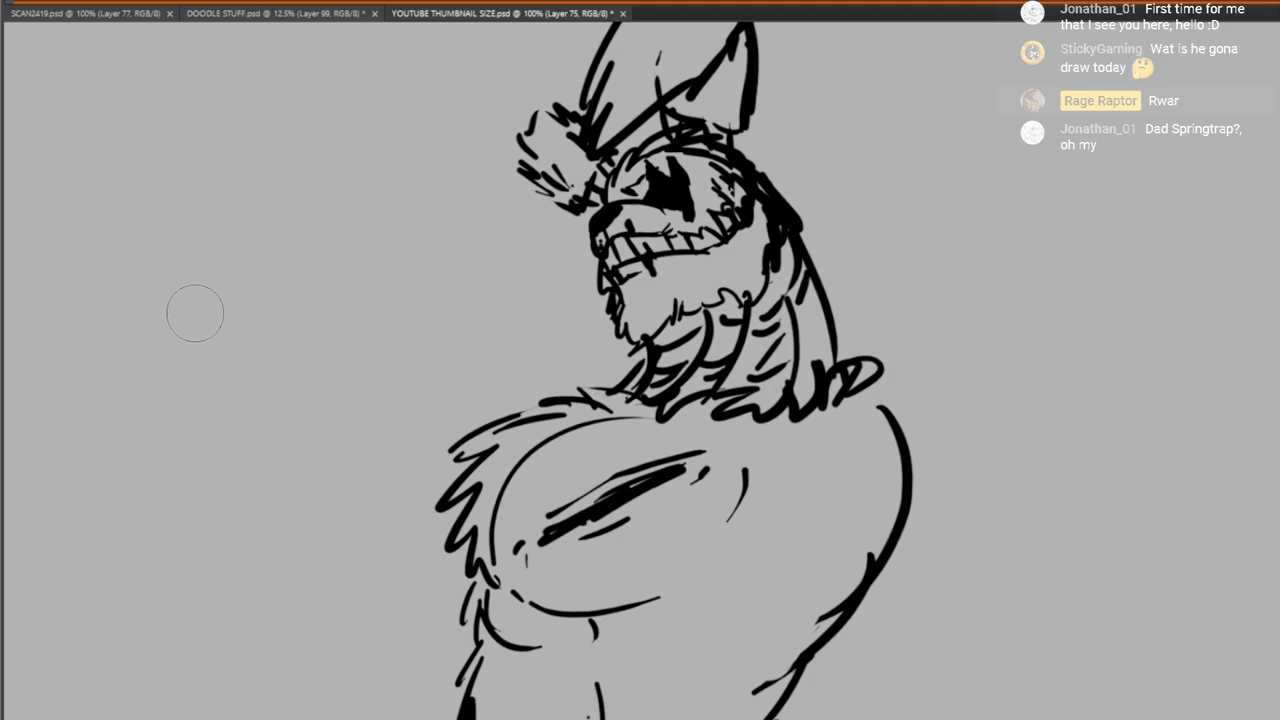 SCAN2419.psd @ 100% (Layer 77, RGB/8)
DOODLE STUFF.psd @ 12.5% (Layer 99, RGB/8) *
YOUTUBE THUMBNAIL SIZE.psd @ 100% (Layer 75, RGB/8) *
Jonathan_01 First time for me
that I see you here, hello :D
StickyGaming Wat is he gona
draw today 🤔
Rage Raptor Rwar
Jonathan_01 Dad Springtrap?,
oh my